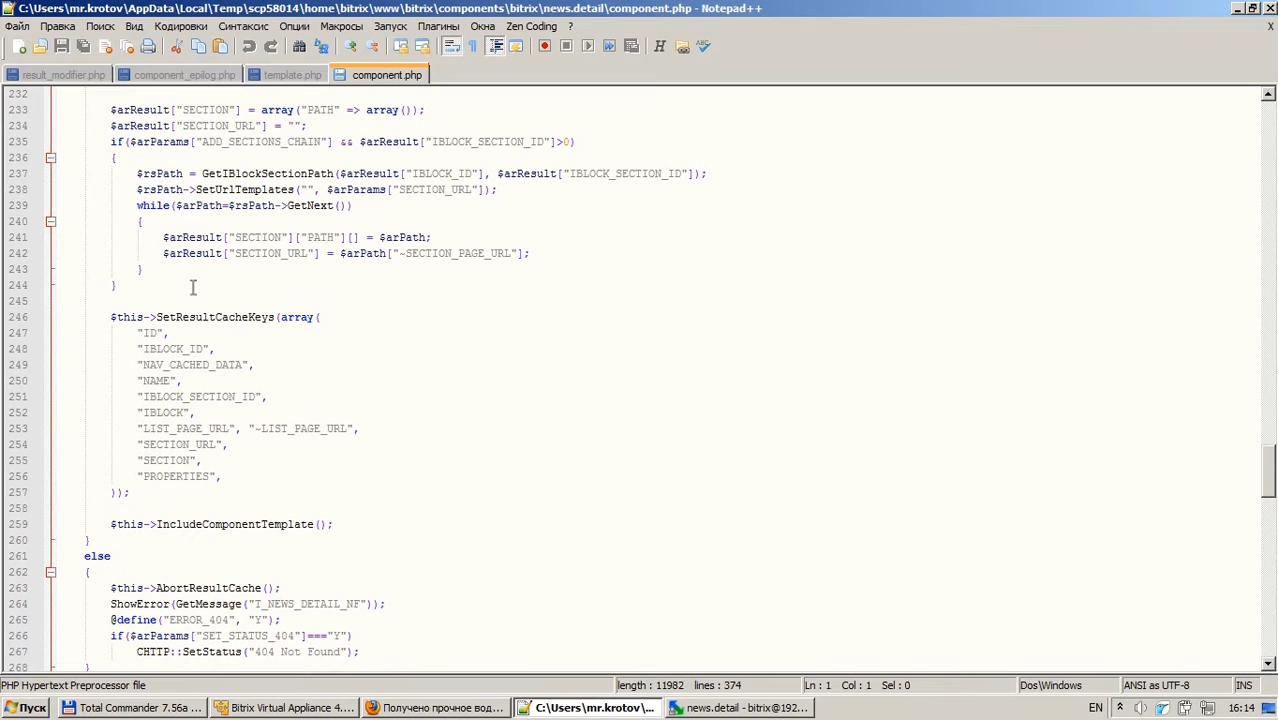 C:\Users\mr.krotov\AppData\Local\Temp\scp58014\home\bitrix\www\bitrix\components\bitrix\news.detail\component.php - Notepad++
Файл Правка Поиск Вид Кодировки Синтаксис Опции Макросы Запуск Плагины Окна Zen Coding ? X
result_modifier.php component_epilog.php template.php component.php
232
233 $arResult["SECTION"] = array("PATH" => array());
234 $arResult["SECTION_URL"] = "";
235 if($arParams["ADD_SECTIONS_CHAIN"] && $arResult["IBLOCK_SECTION_ID"]>0)
236 {
237 $rsPath = GetIBlockSectionPath($arResult["IBLOCK_ID"], $arResult["IBLOCK_SECTION_ID"]);
238 $rsPath->SetUrlTemplates("", $arParams["SECTION_URL"]);
239 while($arPath=$rsPath->GetNext())
240 {
241 $arResult["SECTION"]["PATH"][] = $arPath;
242 $arResult["SECTION_URL"] = $arPath["~SECTION_PAGE_URL"];
243 }
244 }
245
246 $this->SetResultCacheKeys(array(
247 "ID",
248 "IBLOCK_ID",
249 "NAV_CACHED_DATA",
250 "NAME",
251 "IBLOCK_SECTION_ID",
252 "IBLOCK",
253 "LIST_PAGE_URL", "~LIST_PAGE_URL",
254 "SECTION_URL",
255 "SECTION",
256 "PROPERTIES",
257 ));
258
259 $this->IncludeComponentTemplate();
260 }
261 else
262 {
263 $this->AbortResultCache();
264 ShowError(GetMessage("T_NEWS_DETAIL_NF"));
265 @define("ERROR_404", "Y");
266 if($arParams["SET_STATUS_404"]==="Y")
267 CHTTP::SetStatus("404 Not Found");
268 }
PHP Hypertext Preprocessor file length : 11982 lines : 374 Ln : 1 Col : 1 Sel : 0 Dos\Windows ANSI as UTF-8 INS
Пуск Total Commander 7.56a ... Bitrix Virtual Appliance 4.... Получено прочное вод... C:\Users\mr.krotov\... news.detail - bitrix@192... EN 16:14